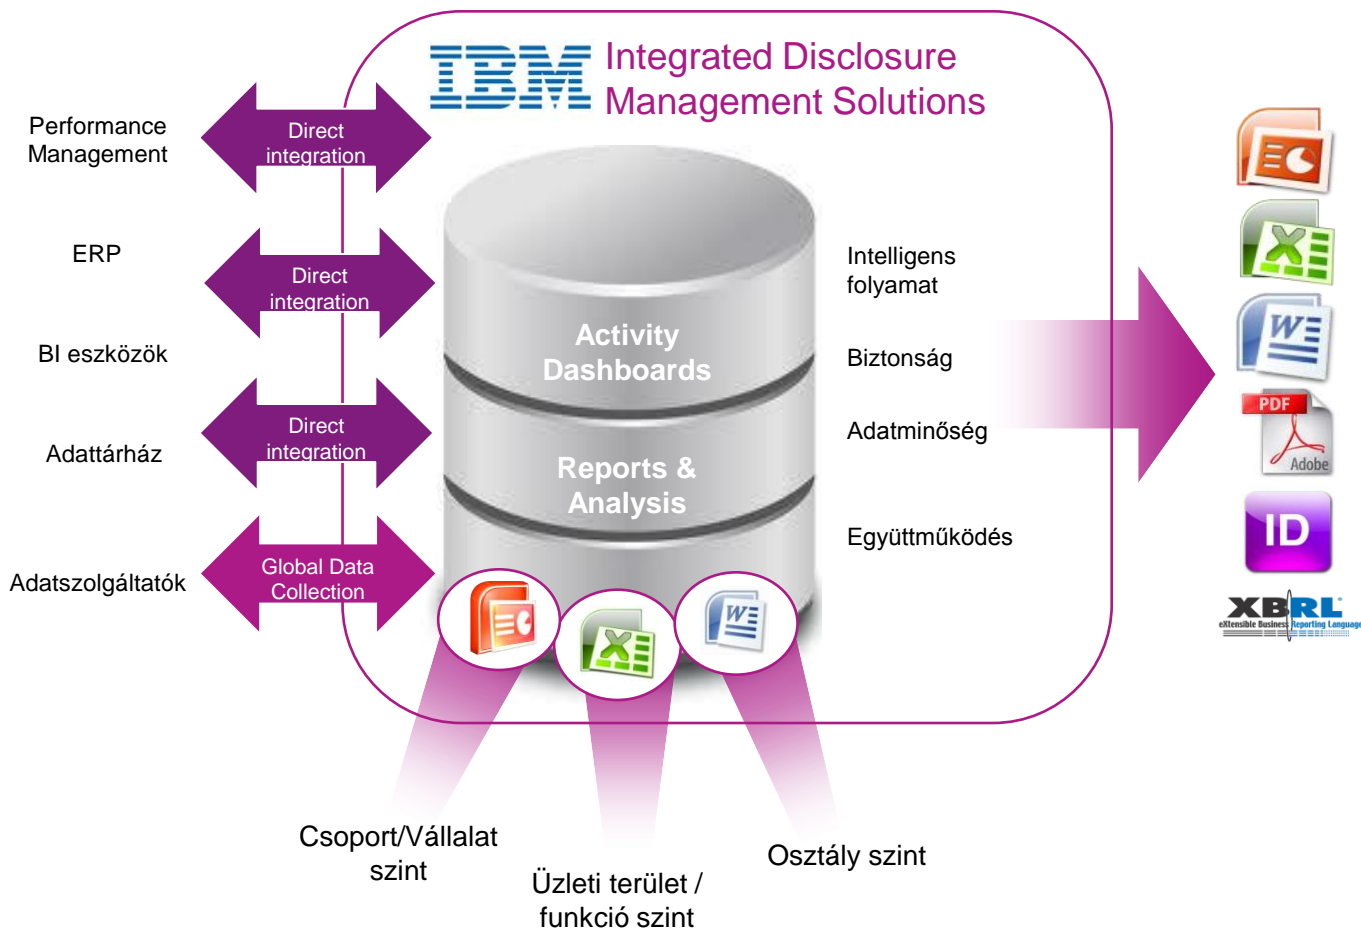 IBM
Integrated Disclosure
Management Solutions
Performance
Management
Direct
integration
ERP
Direct
integration
BI eszközök
Adattárház
Direct
integration
Adatszolgáltatók
Global Data
Collection
Activity
Dashboards
Reports &
Analysis
Intelligens
folyamat
Biztonság
Adatminőség
Együttműködés
X
W
X
W
PDF
Adobe
ID
XBRL
eXtensible Business Reporting Language
Csoport/Vállalat
szint
Üzleti terület /
funkció szint
Osztály szint